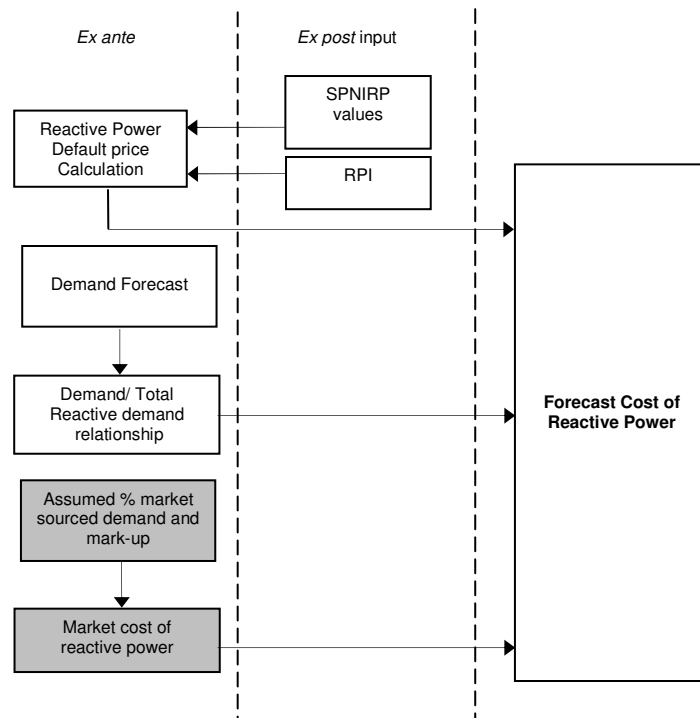 Ex ante
Ex post input
SPNIRP
values
Reactive Power
Default price
Calculation
RPI
Demand Forecast
Demand/ Total
Reactive demand
relationship
Forecast Cost of
Reactive Power
Assumed % market
sourced demand and
mark-up
Market cost of
reactive power